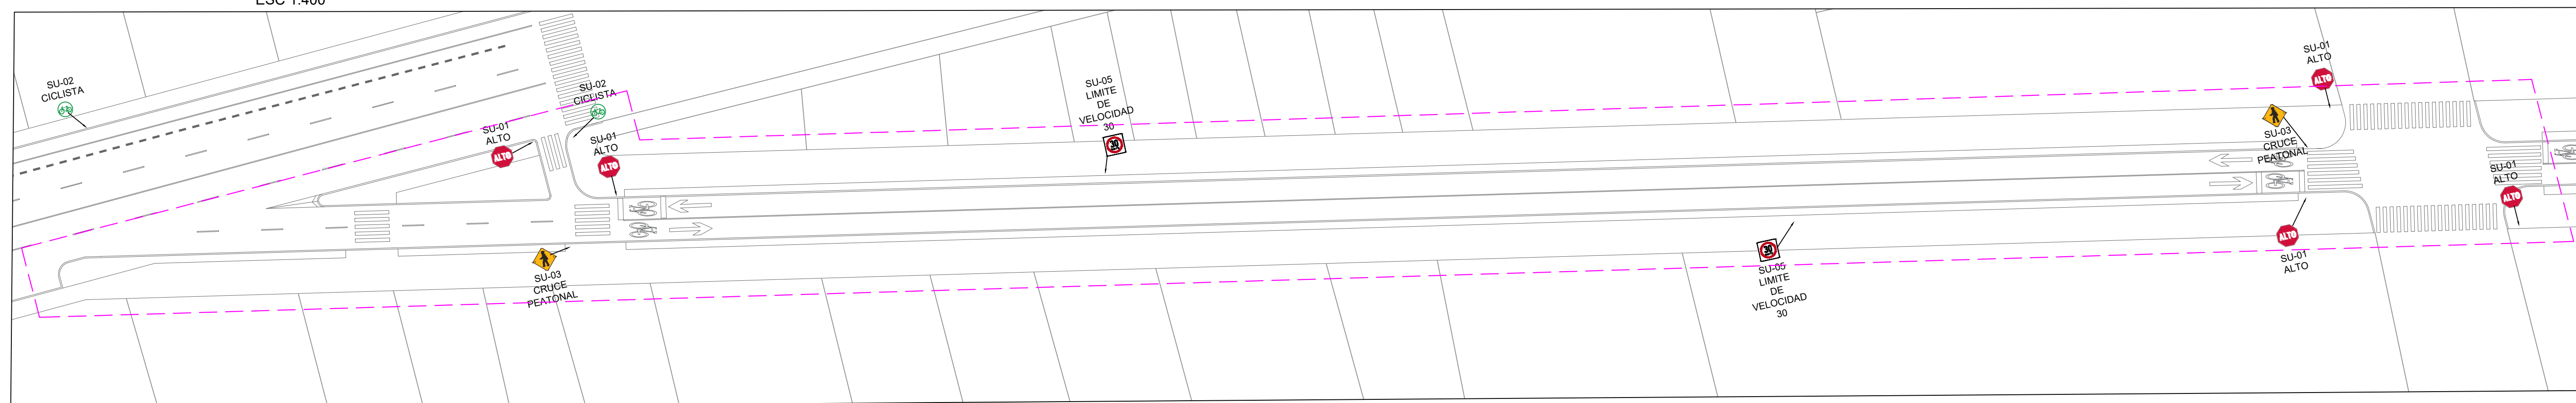 ESC 1:400
SU-02
CICLISTA
SU-01
ALTO
ALTO
SU-02
CICLISTA
SU-01
ALTO
ALTO
SU-03
CRUCE
PEATONAL
SU-05
LIMITE
DE
VELOCIDAD
30
30
30
SU-05
LIMITE
DE
VELOCIDAD
30
SU-01
ALTO
ALTO
SU-03
CRUCE
PEATONAL
ALTO
SU-01
ALTO
SU-01
ALTO
ALTO